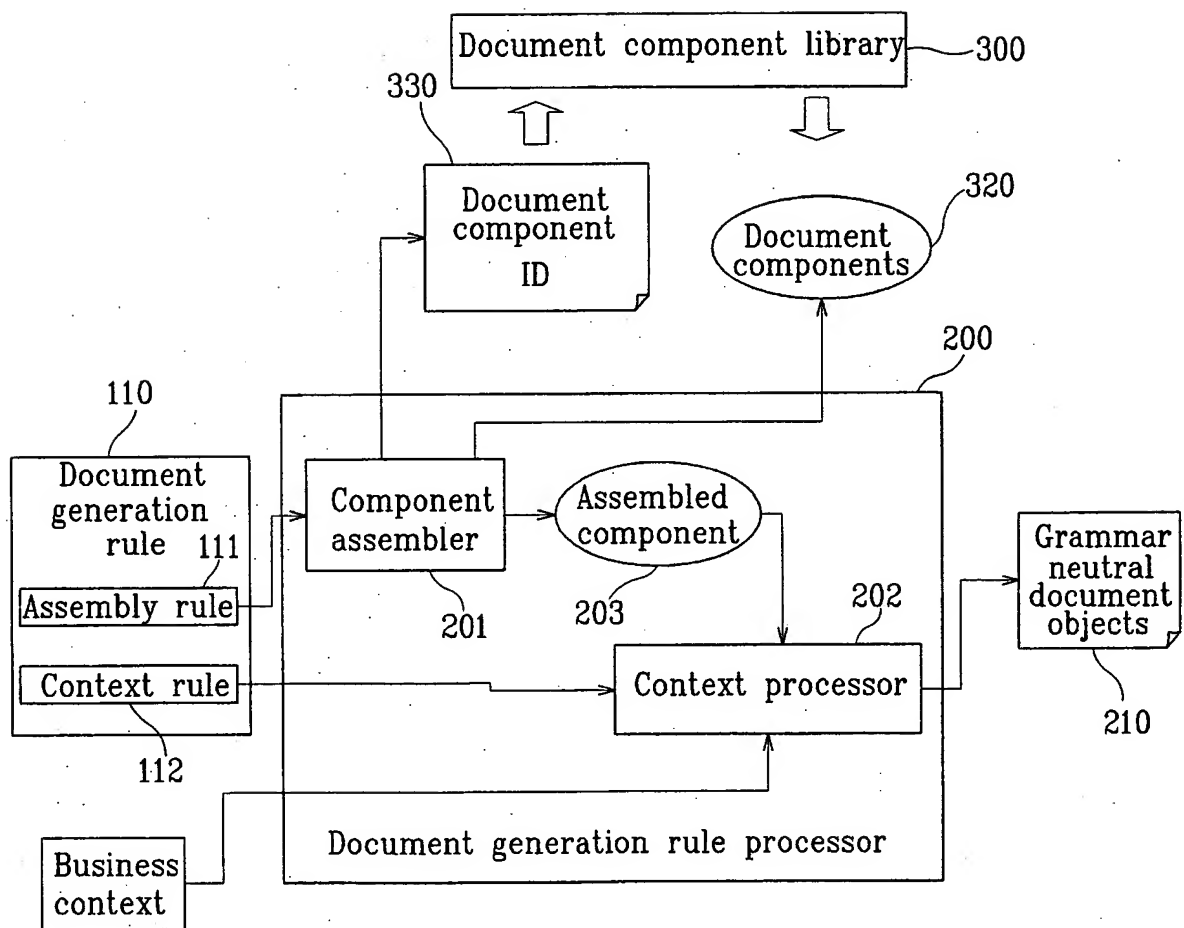 Document component library
300
330
Document
component
ID
320
Document
components
200
110
Document
generation
rule
111
Assembly rule
Context rule
112
Component
assembler
201
Assembled
component
203
202
Context processor
Grammar
neutral
document
objects
210
Document generation rule processor
Business
context